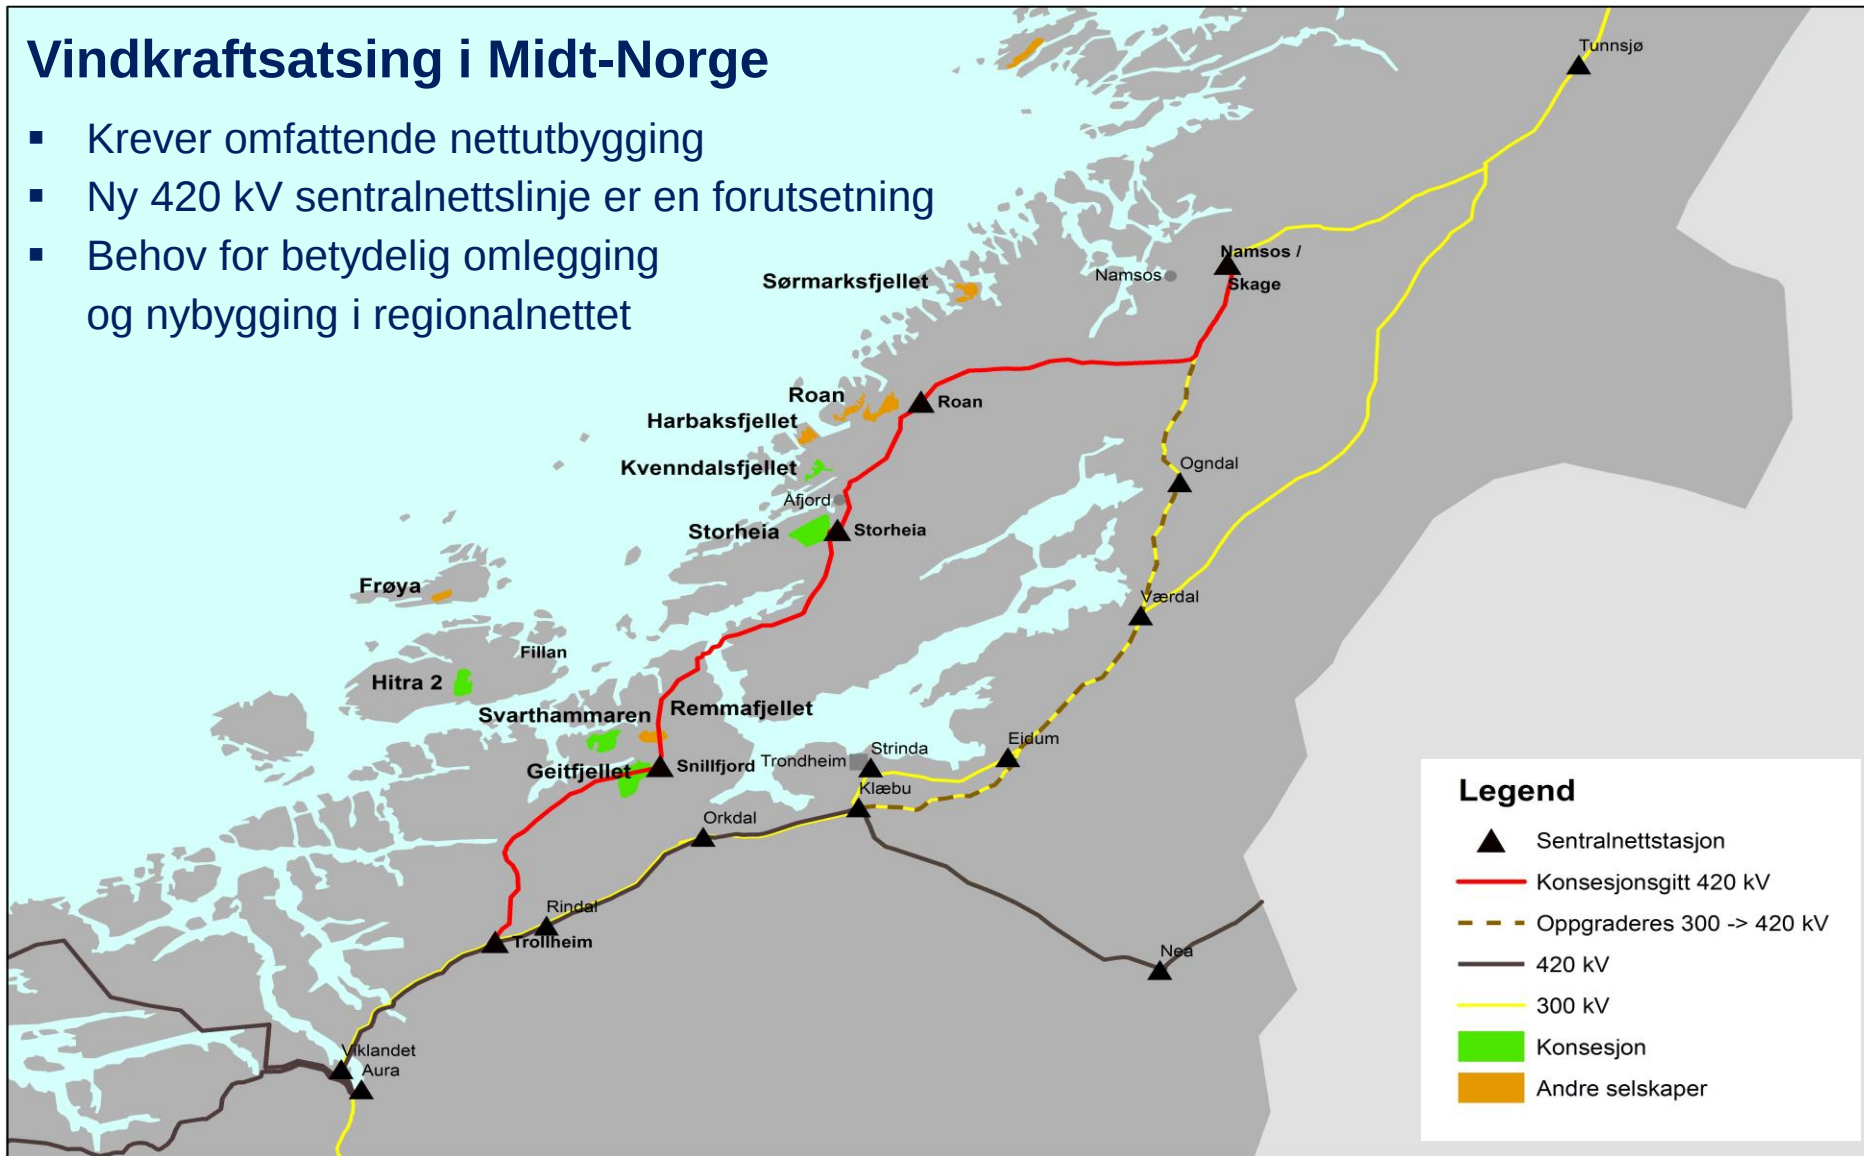 Vindkraftsatsing i Midt-Norge
▪ Krever omfattende nettutbygging
▪ Ny 420 kV sentralnettslinje er en forutsetning
▪ Behov for betydelig omlegging
og nybygging i regionalnettet
Tunnsjø
Namsos /
Skage
Namsos
Sørmarksfjellet
Roan
Roan
Harbaksfjellet
Kvenndalsfjellet
Ogndal
Åfjord
Storheia
Storheia
Frøya
Værdal
Fillan
Hitra 2
Svarthammaren
Remmafjellet
Eidum
Strinda
Trondheim
Geitfjellet
Snillfjord
Klæbu
Orkdal
Rindal
Trollheim
Nea
Viklandet
Aura
Legend
Sentralnettstasjon
Konsesjonsgitt 420 kV
Oppgraderes 300 -> 420 kV
420 kV
300 kV
Konsesjon
Andre selskaper